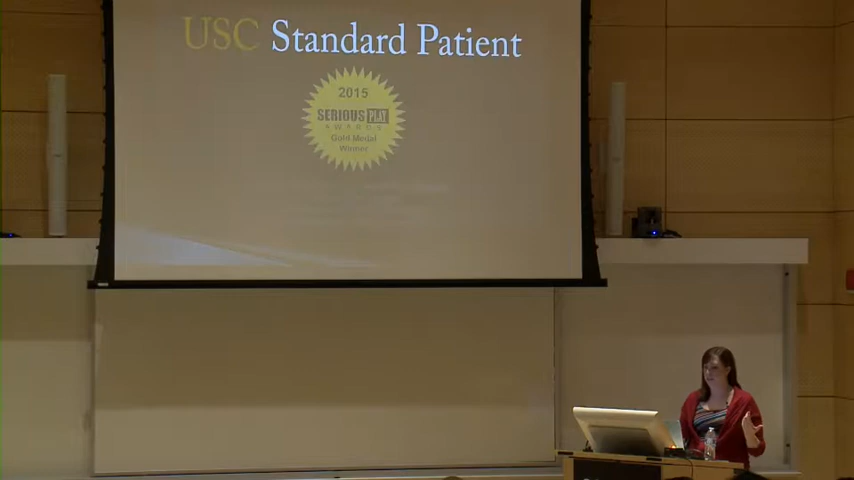 USC Standard Patient
2015
SERIOUS PLAY
AWARDS
Gold Medal
Winner